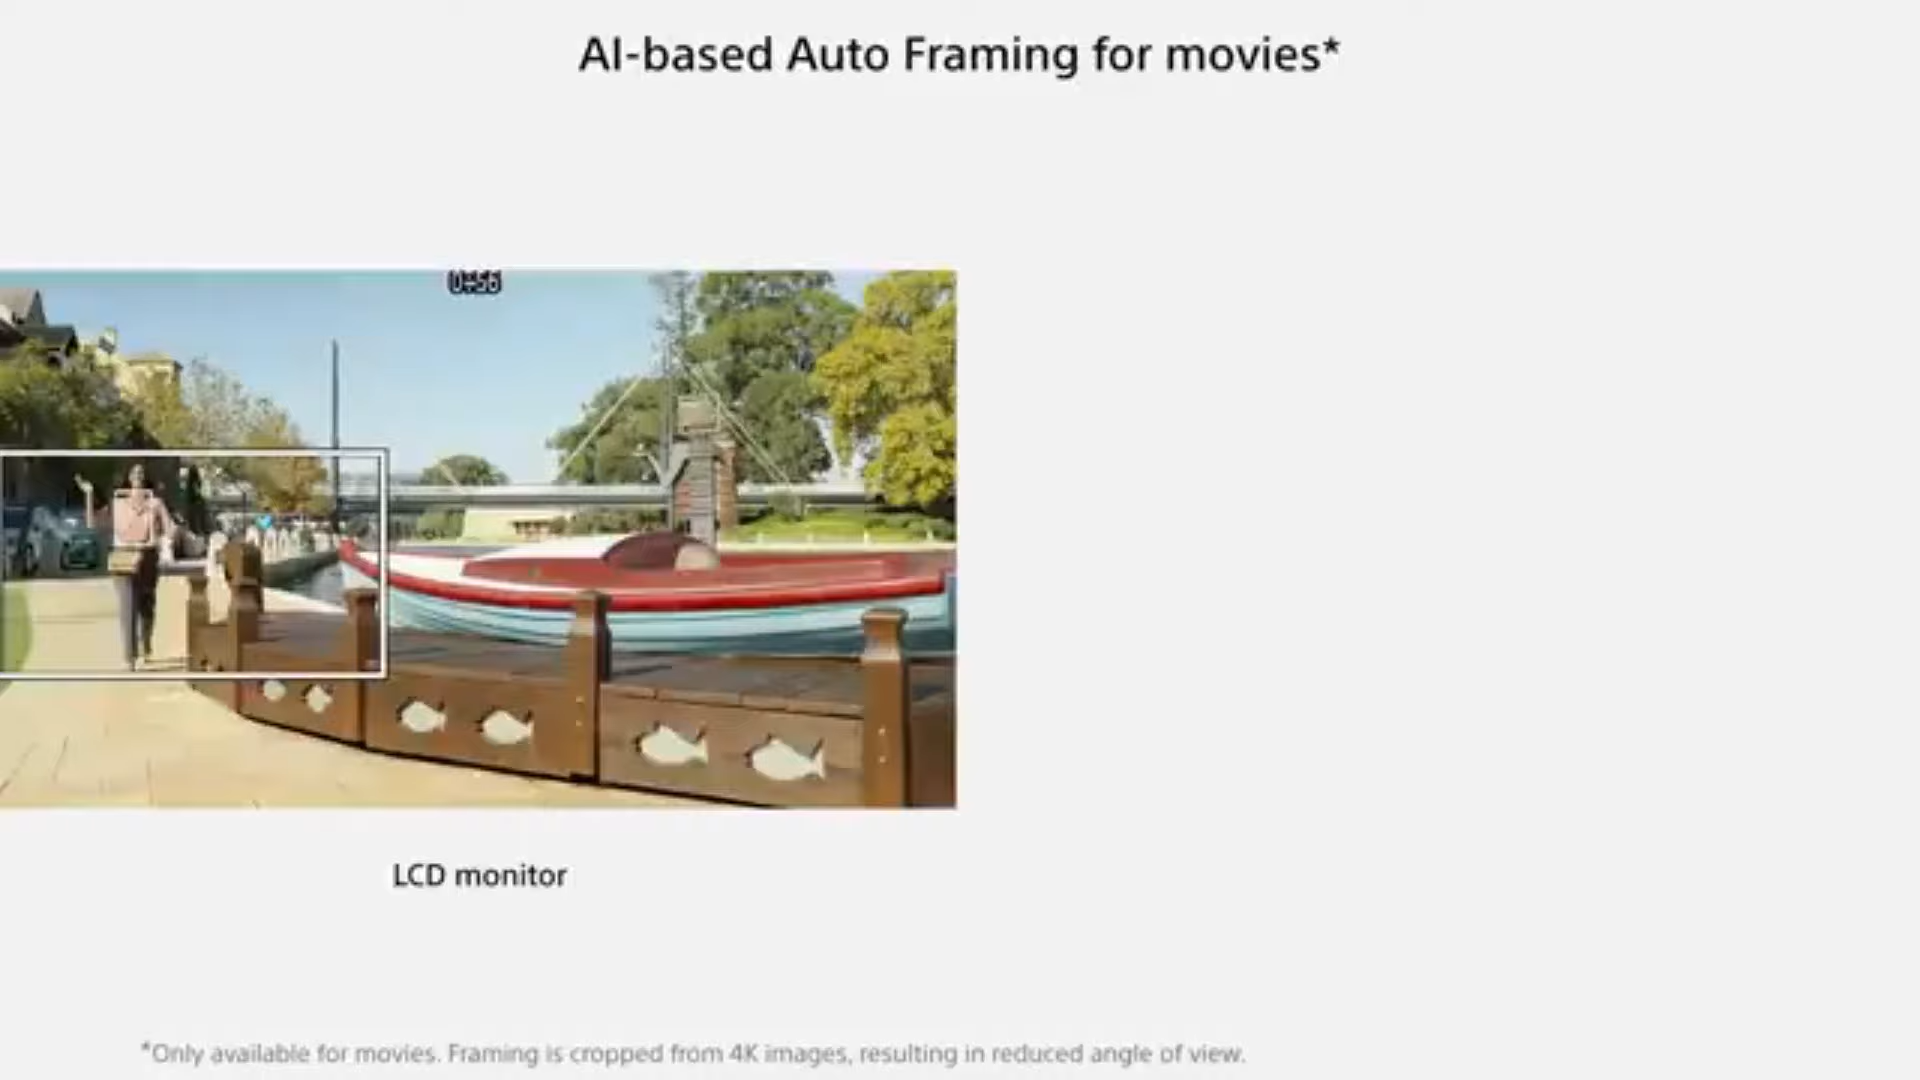 AI-based Auto Framing for movies*
0:56
LCD monitor
*Only available for movies. Framing is cropped from 4K images, resulting in reduced angle of view.